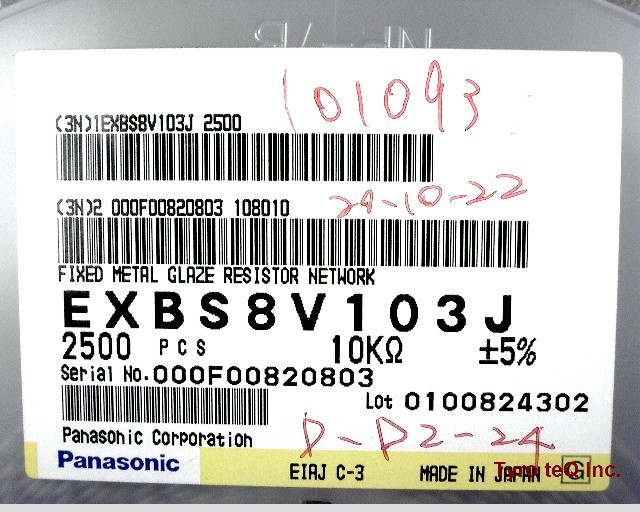 101093
(3N)1EXBS8V103J 2500
24-10-22
(3N)2 000F00820803 108010
FIXED METAL GLAZE RESISTOR NETWORK
EXBS8V103J
2500 PCS 10KΩ ±5%
Serial No. 000F00820803
Lot 0100824302
Panasonic Corporation
P-P2-24
Panasonic
EIAJ C-3 MADE IN JAPAN G
Tyro teQ Inc.